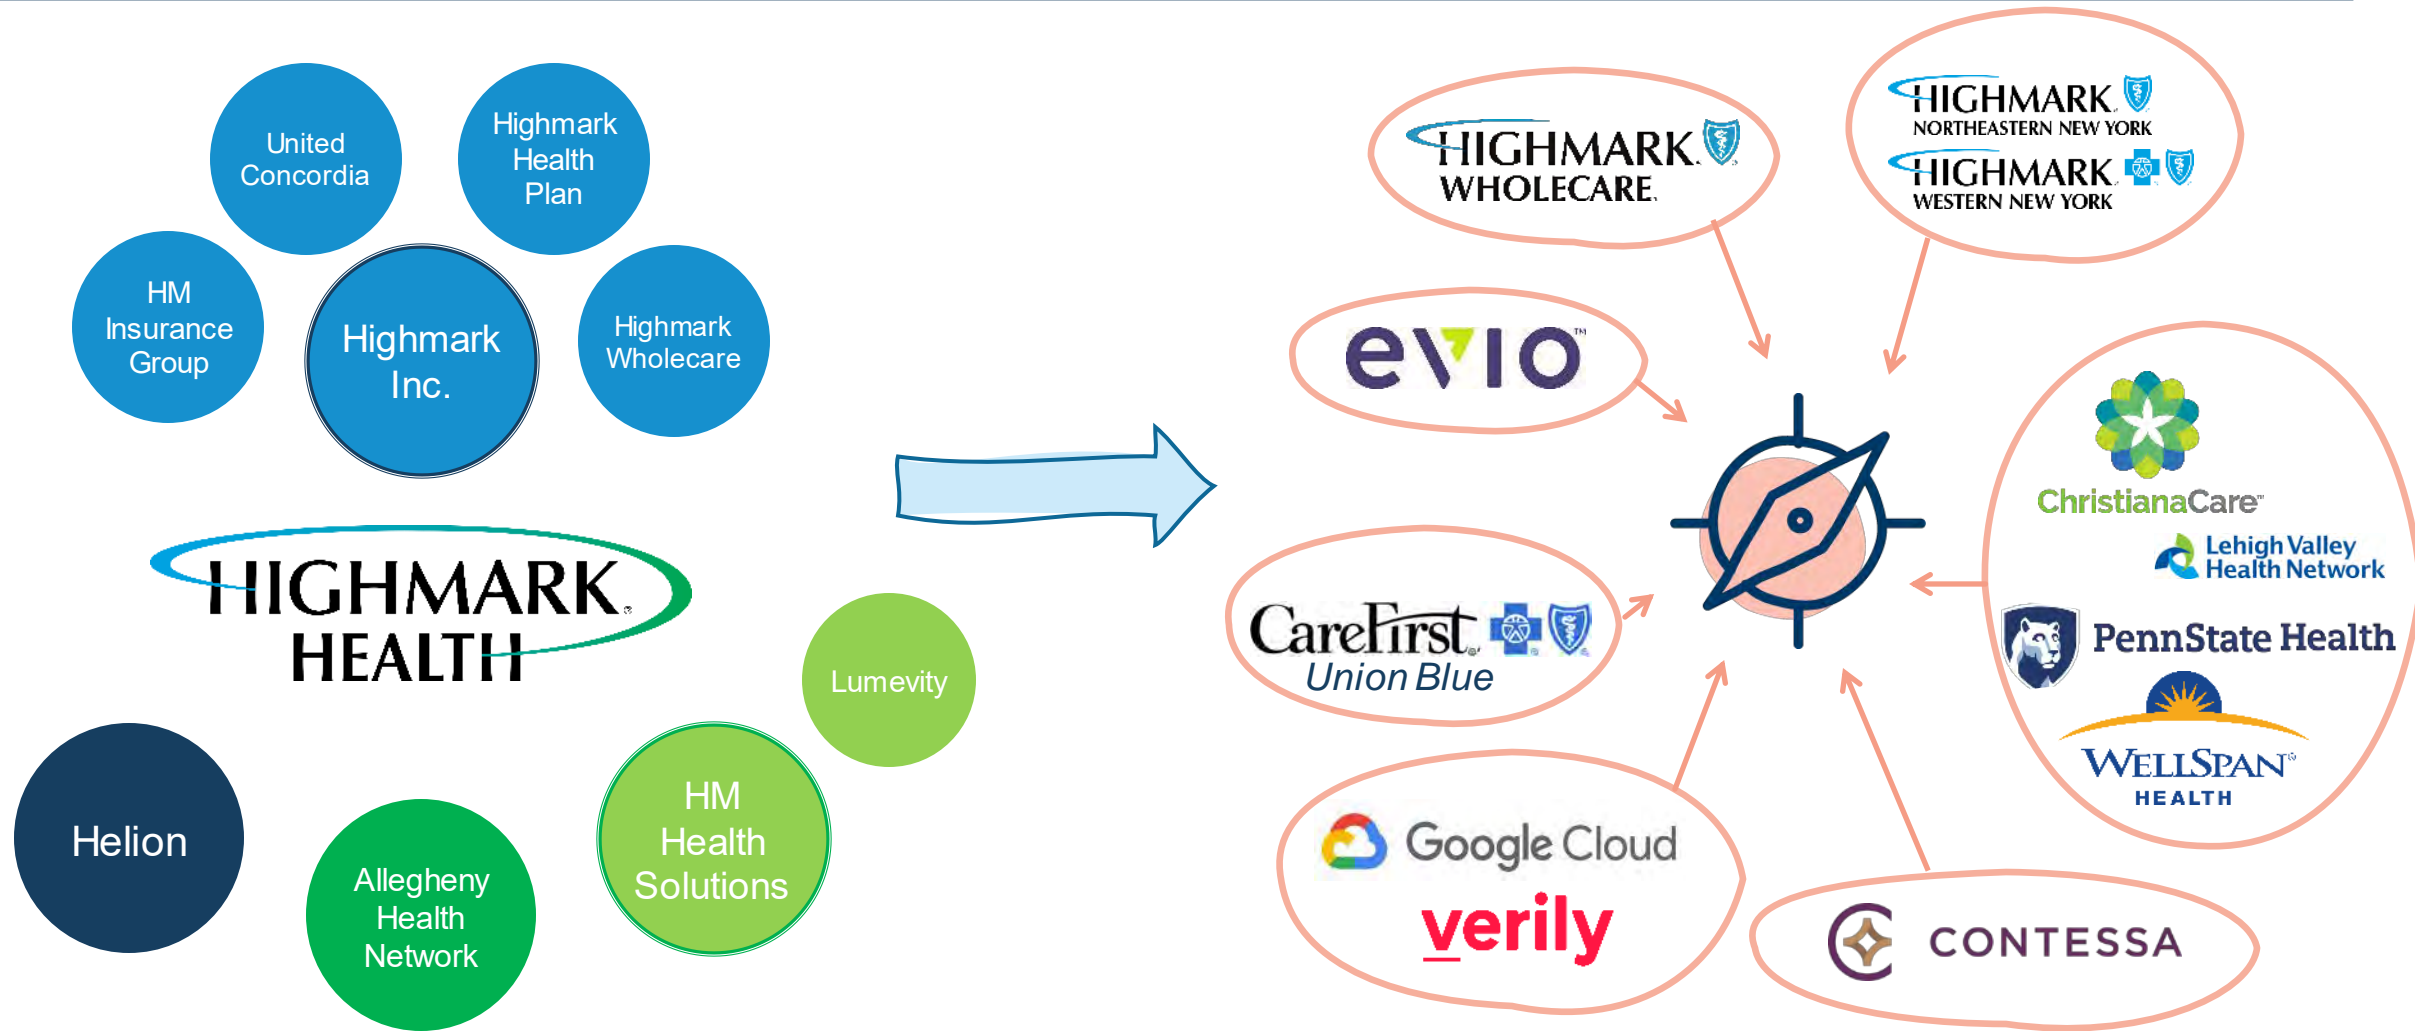 United
Concordia
Highmark
Health
Plan
HM
Insurance
Group
Highmark
Inc.
Highmark
Wholecare
HIGHMARK®
HEALTH
Lumevity
Helion
Allegheny
Health
Network
HM
Health
Solutions
HIGHMARK
WHOLECARE
HIGHMARK
NORTHEASTERN NEW YORK
HIGHMARK
WESTERN NEW YORK
evio™
ChristianaCare™
Lehigh Valley
Health Network
PennState Health
WELLSPAN®
HEALTH
CareFirst
Union Blue
Google Cloud
verily
CONTESSA